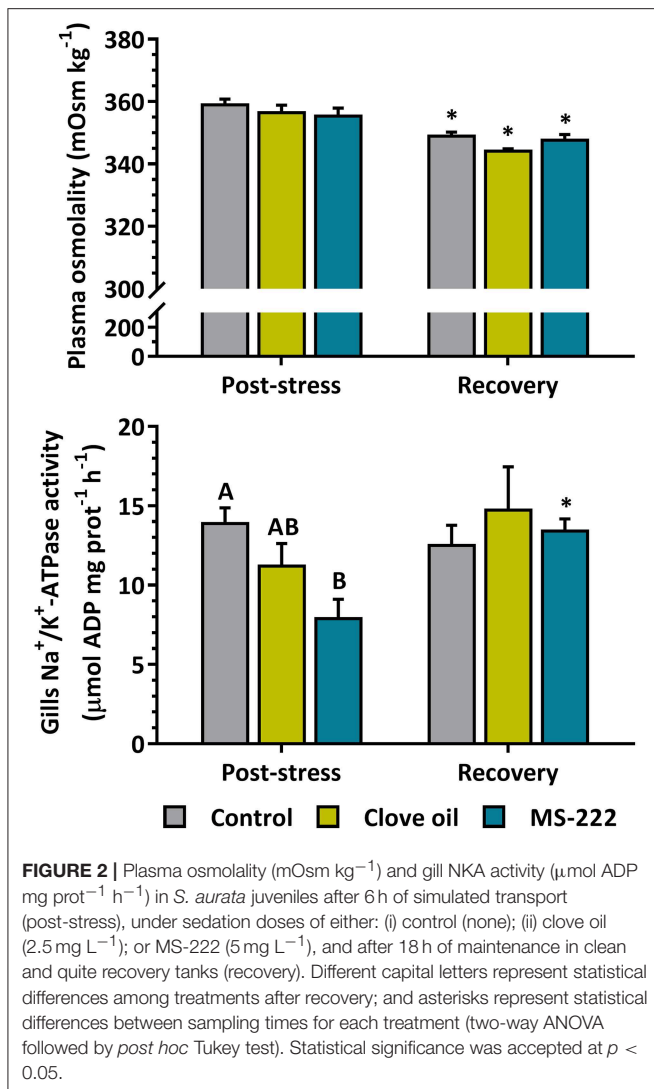 380
360
340
320
300
200
0
Plasma osmolality (mOsm kg⁻¹)
* * *
Post-stress Recovery
20
15
10
5
0
Gills Na⁺/K⁺-ATPase activity
(μmol ADP mg prot⁻¹ h⁻¹)
A
AB
B
*
Post-stress Recovery
Control Clove oil MS-222
FIGURE 2 | Plasma osmolality (mOsm kg⁻¹) and gill NKA activity (μmol ADP
mg prot⁻¹ h⁻¹) in S. aurata juveniles after 6 h of simulated transport
(post-stress), under sedation doses of either: (i) control (none); (ii) clove oil
(2.5 mg L⁻¹); or MS-222 (5 mg L⁻¹), and after 18 h of maintenance in clean
and quite recovery tanks (recovery). Different capital letters represent statistical
differences among treatments after recovery; and asterisks represent statistical
differences between sampling times for each treatment (two-way ANOVA
followed by post hoc Tukey test). Statistical significance was accepted at p <
0.05.